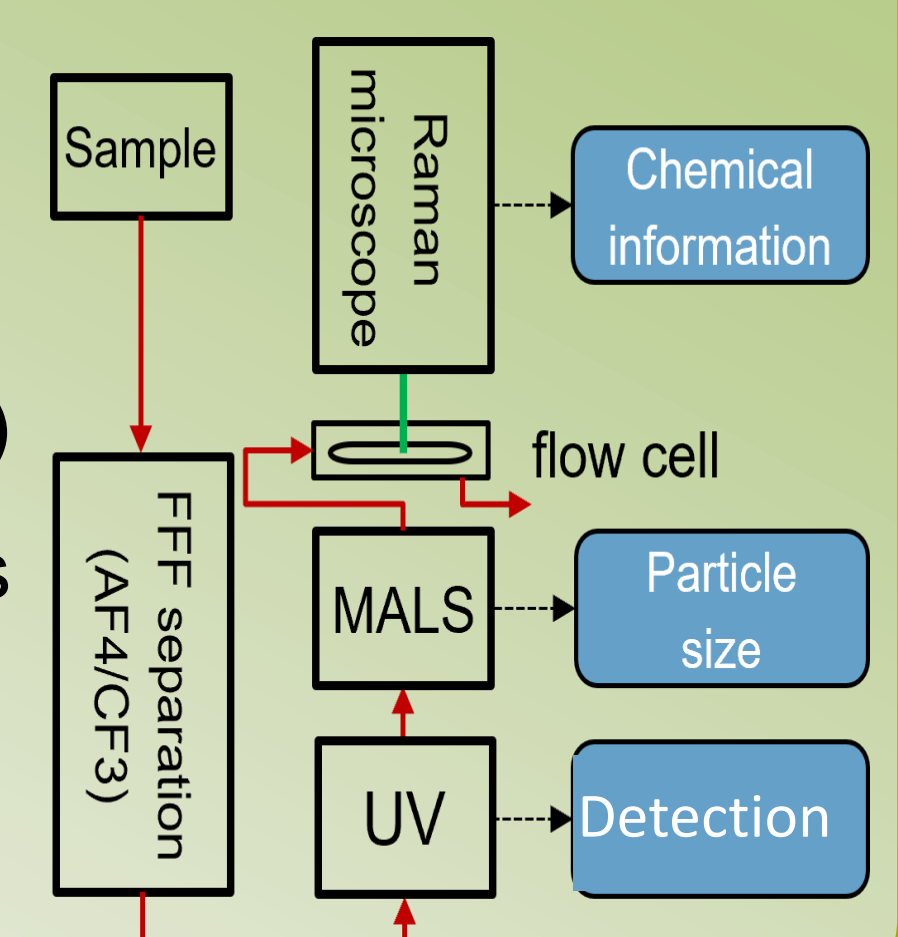 Sample
Raman
microscope
Chemical
information
flow cell
FFF separation
(AF4/CF3)
MALS
Particle
size
UV
Detection